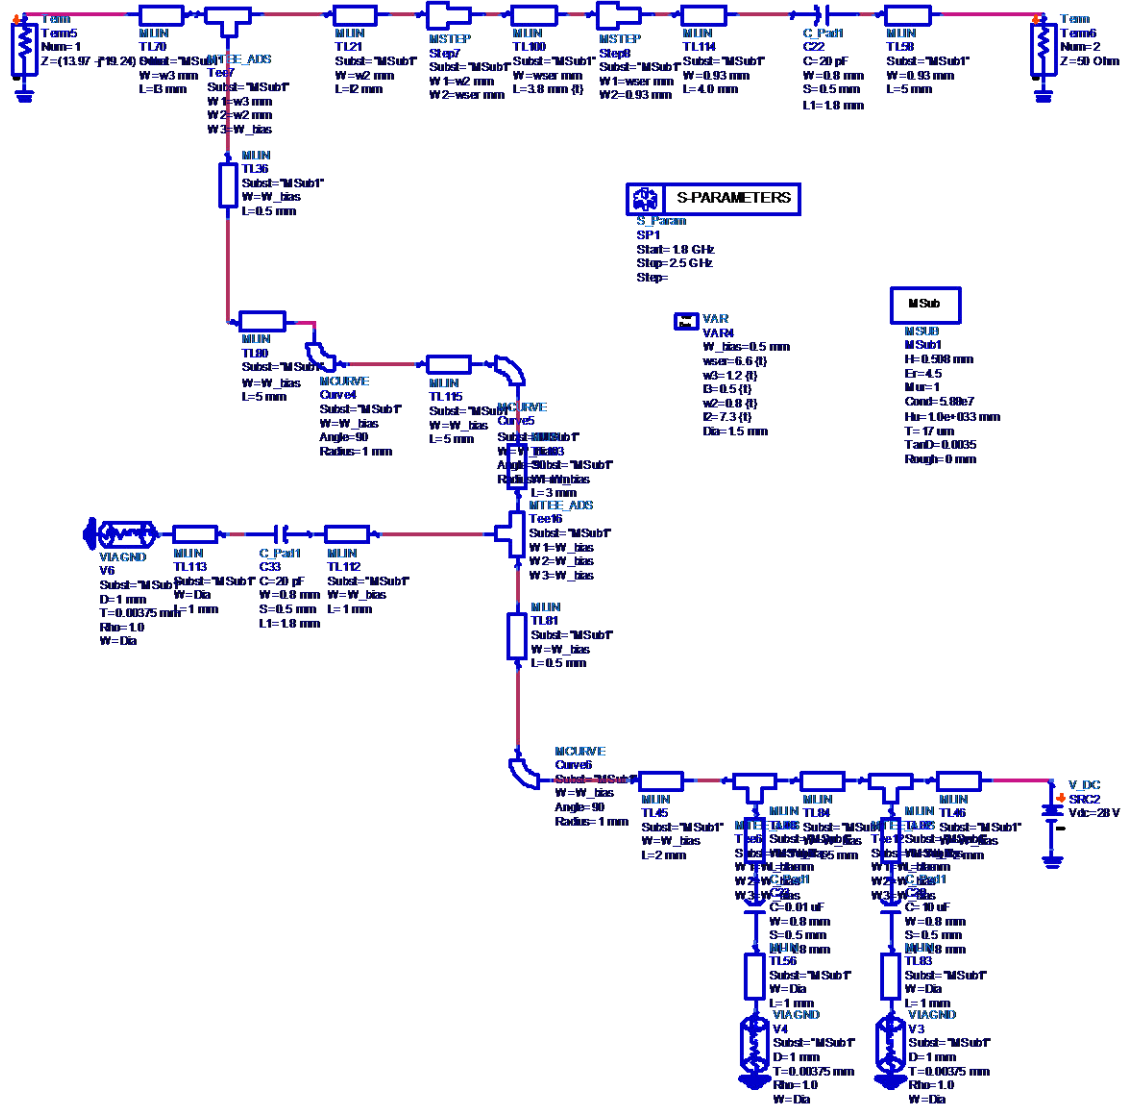 Term
Term5
Num=1
MLIN
TL70
W=w3 mm
L=l3 mm
Tee7
Subst="MSub1"
W1=w3 mm
W2=w2 mm
W3=W_bias
MLIN
TL21
Subst="MSub1"
W=w2 mm
L=l2 mm
MSTEP
Step7
Subst="MSub1"
W1=w2 mm
W2=wser mm
MLIN
TL100
Subst="MSub1"
W=wser mm
L=3.8 mm {t}
MSTEP
Step8
Subst="MSub1"
W1=wser mm
W2=0.93 mm
MLIN
TL114
Subst="MSub1"
W=0.93 mm
L=4.0 mm
C_Pad1
C22
C=20 pF
W=0.8 mm
S=0.5 mm
L1=1.8 mm
MLIN
TL58
Subst="MSub1"
W=0.93 mm
L=5 mm
Term
Term6
Num=2
Z=50 Ohm
MLIN
TL36
Subst="MSub1"
W=W_bias
L=0.5 mm
S-PARAMETERS
S_Param
SP1
Start=1.8 GHz
Stop=2.5 GHz
Step=
VAR
VAR4
W_bias=0.5 mm
wser=6.6 {t}
w3=1.2 {t}
l3=0.5 {t}
w2=0.8 {t}
l2=7.3 {t}
Dia=1.5 mm
MSub
MSUB
MSub1
H=0.508 mm
Er=4.5
Mur=1
Cond=5.88e7
Hu=1.0e+033 mm
T=17 um
TanD=0.0035
Rough=0 mm
MLIN
TL80
Subst="MSub1"
W=W_bias
L=5 mm
MCURVE
Curve4
Subst="MSub1"
W=W_bias
Angle=90
Radius=1 mm
MLIN
TL115
Subst="MSub1"
W=W_bias
L=5 mm
MCURVE
Curve5
L=3 mm
MTEE_ADS
Tee16
Subst="MSub1"
W1=W_bias
W2=W_bias
W3=W_bias
VIAGND
V6
Subst="MSub1"
D=1 mm
T=0.00375 mm
Rho=1.0
W=Dia
MLIN
TL113
Subst="MSub1"
W=Dia
L=1 mm
C_Pad1
C33
C=20 pF
W=0.8 mm
S=0.5 mm
L1=1.8 mm
MLIN
TL112
Subst="MSub1"
W=W_bias
L=1 mm
MLIN
TL81
Subst="MSub1"
W=W_bias
L=0.5 mm
MCURVE
Curve6
Subst="MSub1"
W=W_bias
Angle=90
Radius=1 mm
MLIN
TL45
Subst="MSub1"
W=W_bias
L=2 mm
MLIN
TL84
MLIN
TL46
Subst="MSub1"
V_DC
SRC2
Vdc=28 V
C=0.01 uF
W=0.8 mm
S=0.5 mm
TL56
Subst="MSub1"
W=Dia
L=1 mm
VIAGND
V4
Subst="MSub1"
D=1 mm
T=0.00375 mm
Rho=1.0
W=Dia
C=10 uF
W=0.8 mm
S=0.5 mm
TL83
Subst="MSub1"
W=Dia
L=1 mm
VIAGND
V3
Subst="MSub1"
D=1 mm
T=0.00375 mm
Rho=1.0
W=Dia